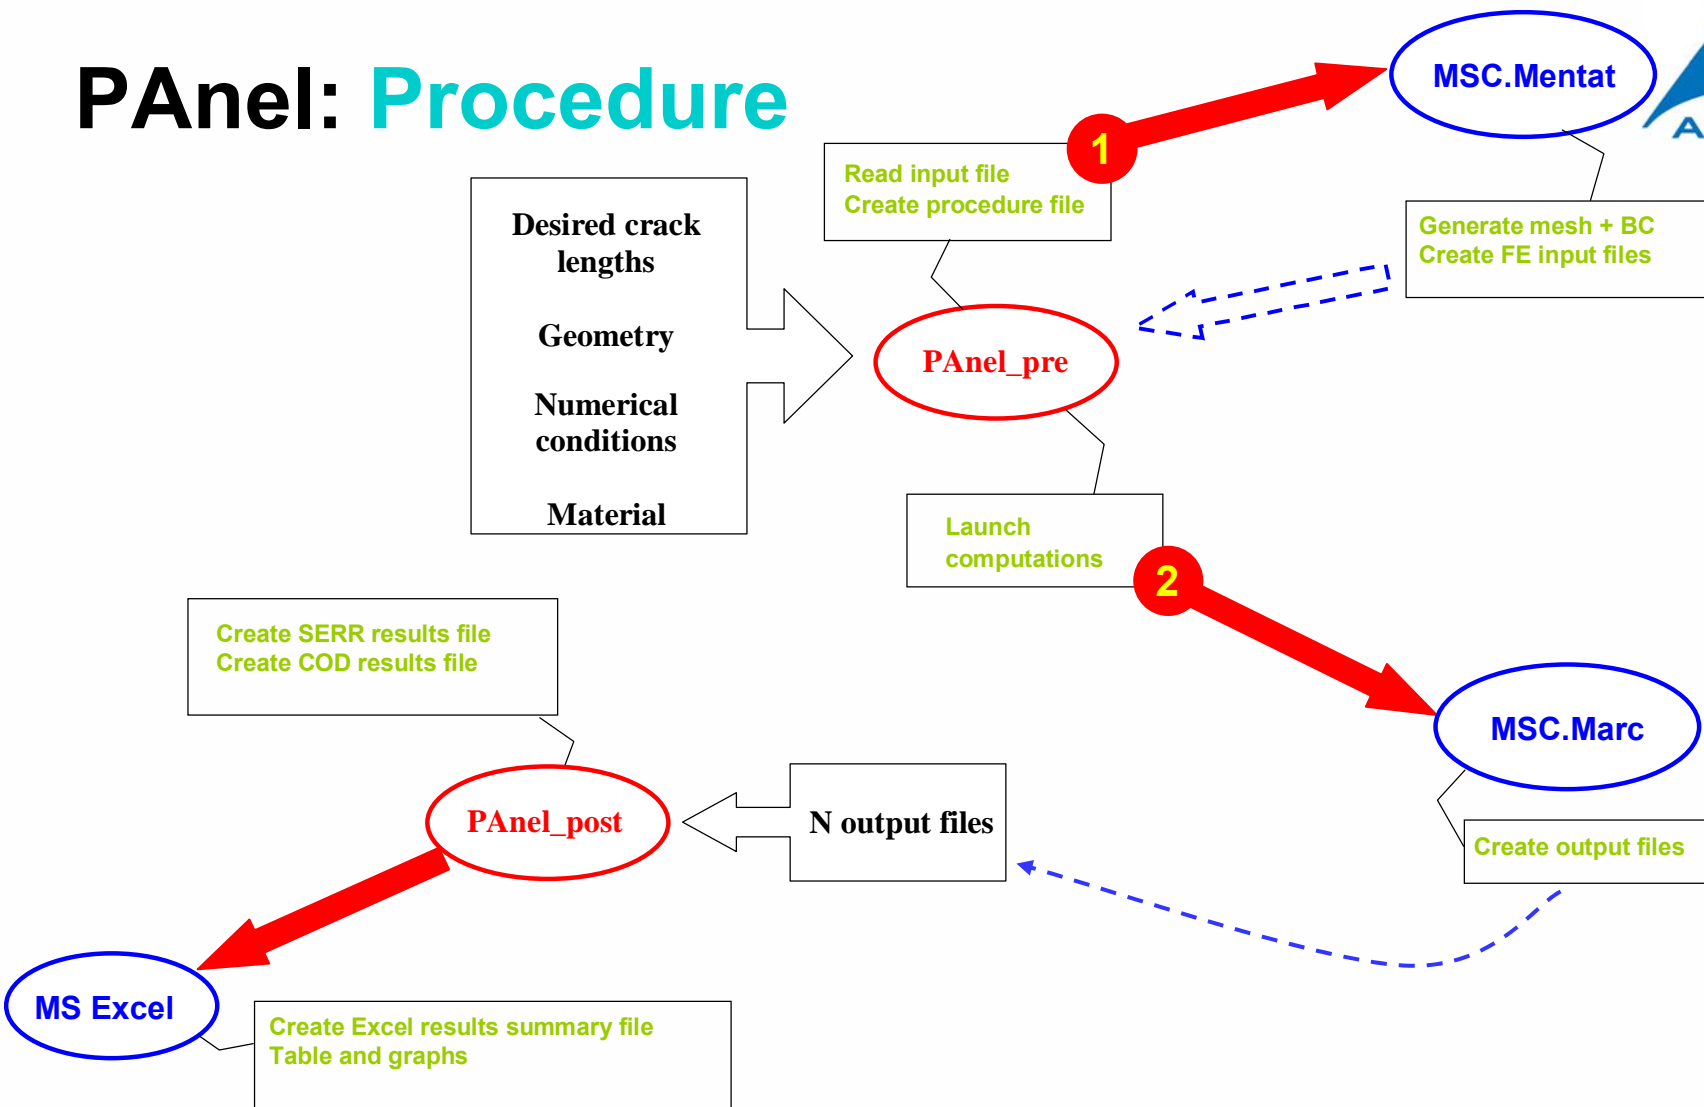 PAnel: Procedure
MSC.Mentat
A
1
Read input file
Create procedure file
Desired crack
lengths
Geometry
Numerical
conditions
Material
Generate mesh + BC
Create FE input files
PAnel_pre
Launch
computations
2
Create SERR results file
Create COD results file
MSC.Marc
PAnel_post
N output files
Create output files
MS Excel
Create Excel results summary file
Table and graphs